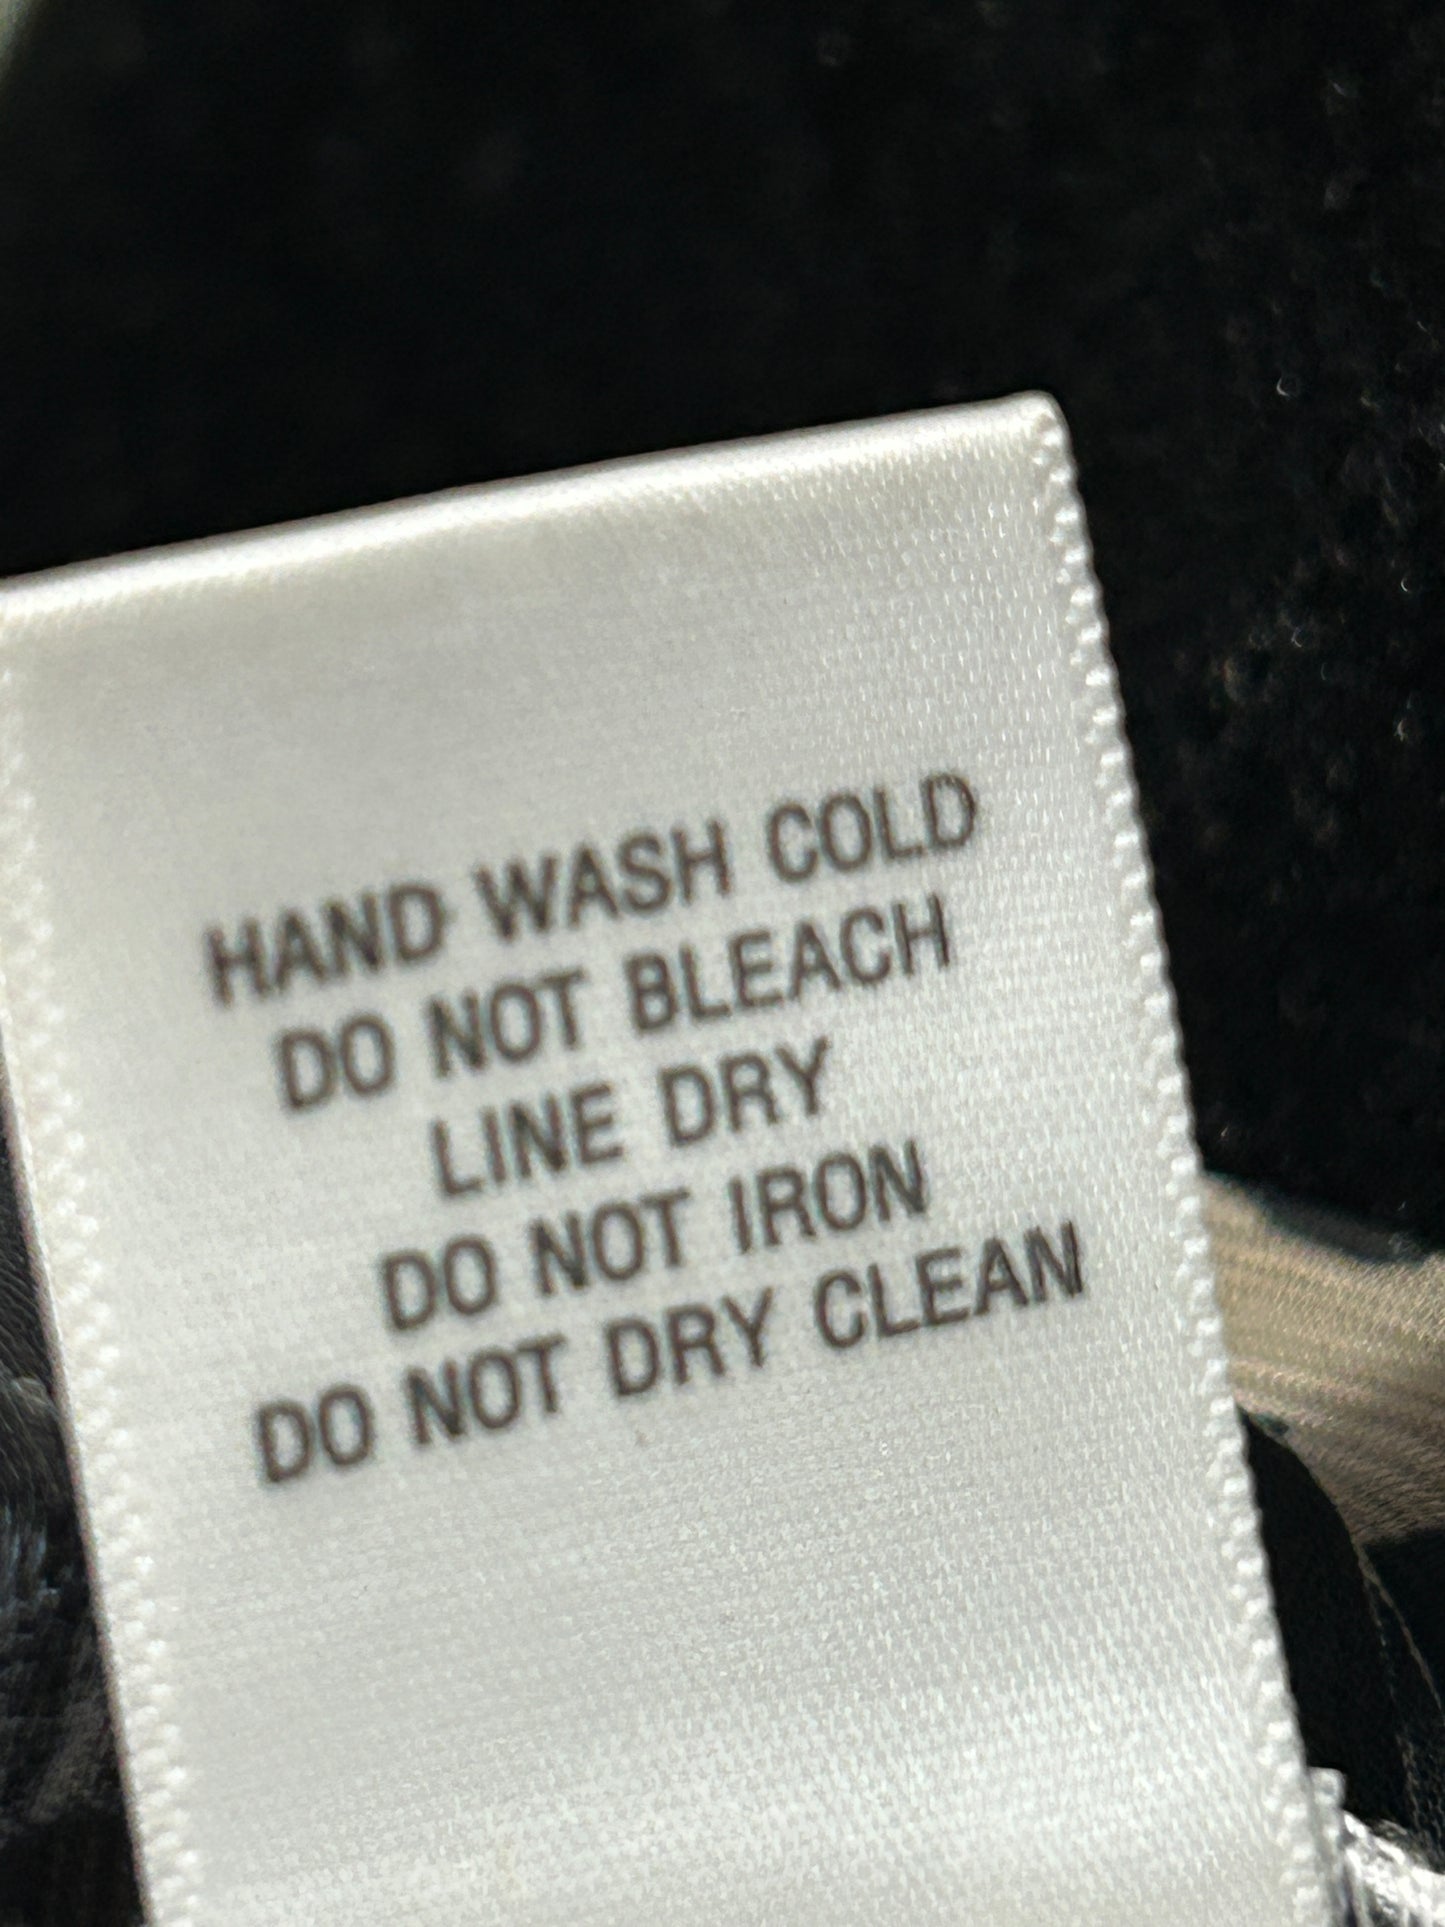 HAND WASH COLD
DO NOT BLEACH
LINE DRY
DO NOT IRON
DO NOT DRY CLEAN